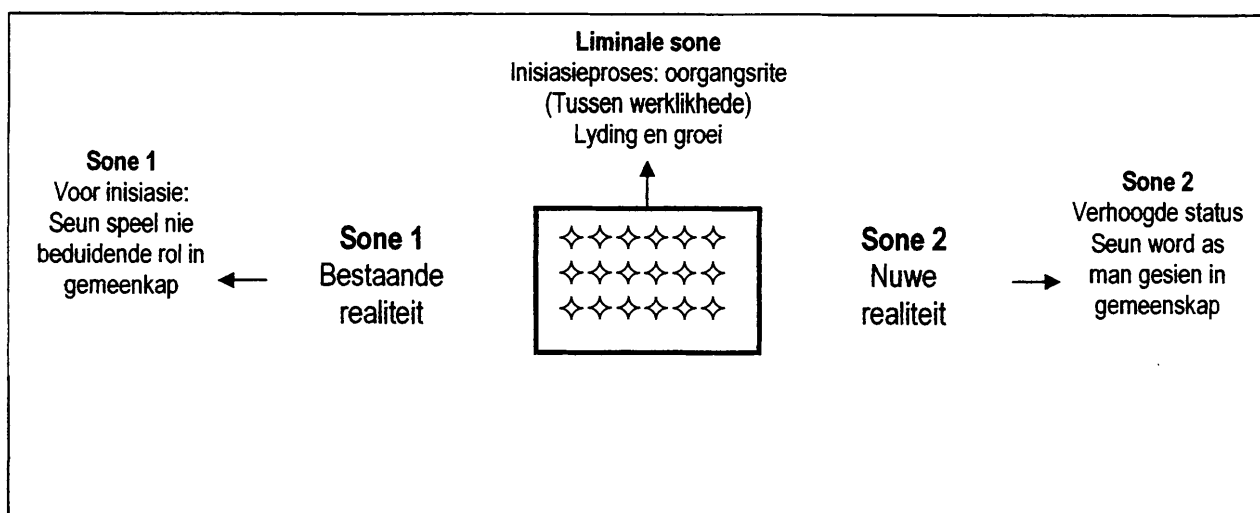 Liminale sone
Inisiasieproses: oorgangsrite
(Tussen werklikhede)
Lyding en groei
Sone 1
Voor inisiasie:
Seun speel nie
beduidende rol in
gemeenkap
Sone 1
Bestaande
realiteit
Sone 2
Nuwe
realiteit
Sone 2
Verhoogde status
Seun word as
man gesien in
gemeenskap